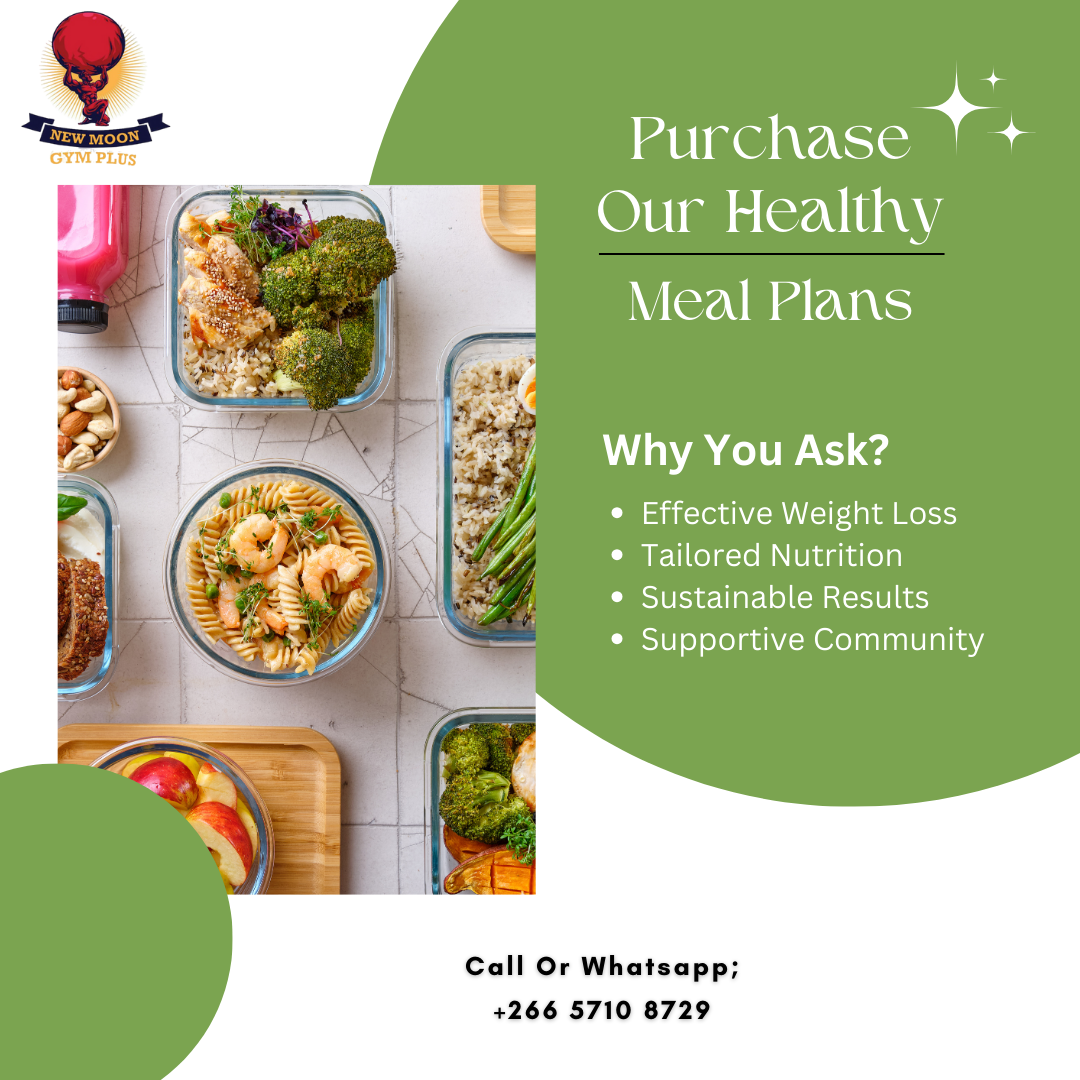 NEW MOON
GYM PLUS
Purchase
Our Healthy
Meal Plans
Why You Ask?
• Effective Weight Loss
• Tailored Nutrition
• Sustainable Results
• Supportive Community
Call Or Whatsapp;
+266 5710 8729